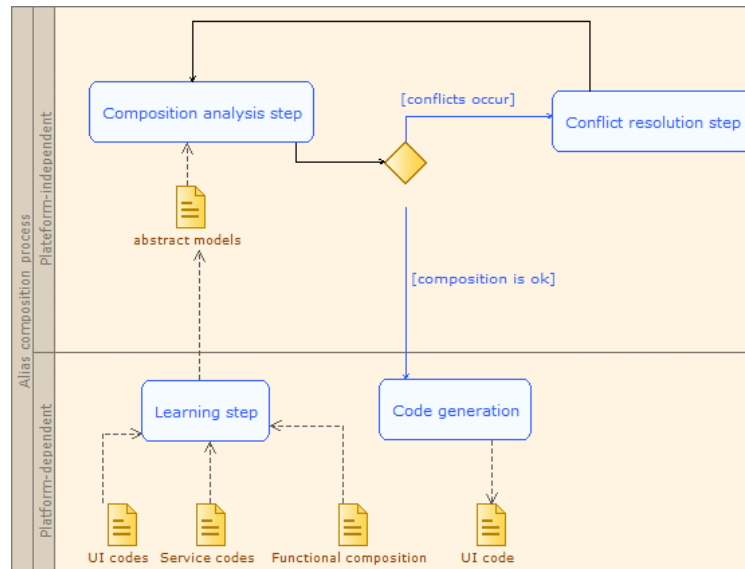 Alias composition process
Plateform-independent
Composition analysis step
[conflicts occur]
Conflict resolution step
abstract models
[composition is ok]
Platform-dependent
Learning step
Code generation
UI codes
Service codes
Functional composition
UI code